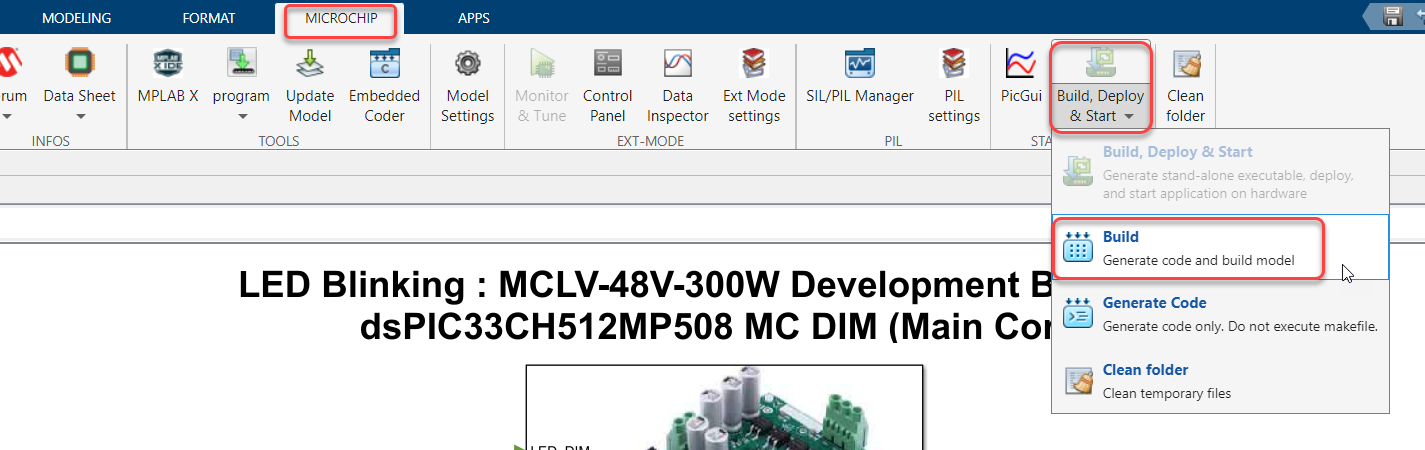 MODELING FORMAT MICROCHIP APPS
rum Data Sheet MPLAB X program Update Model Embedded Coder Model Settings Monitor & Tune Control Panel Data Inspector Ext Mode settings SIL/PIL Manager PIL settings PicGui Build, Deploy & Start Clean folder
INFOS TOOLS EXT-MODE PIL STA
Build, Deploy & Start
Generate stand-alone executable, deploy,
and start application on hardware
Build
Generate code and build model
Generate Code
Generate code only. Do not execute makefile.
Clean folder
Clean temporary files
LED Blinking : MCLV-48V-300W Development B
dsPIC33CH512MP508 MC DIM (Main Cor
LED_DIM